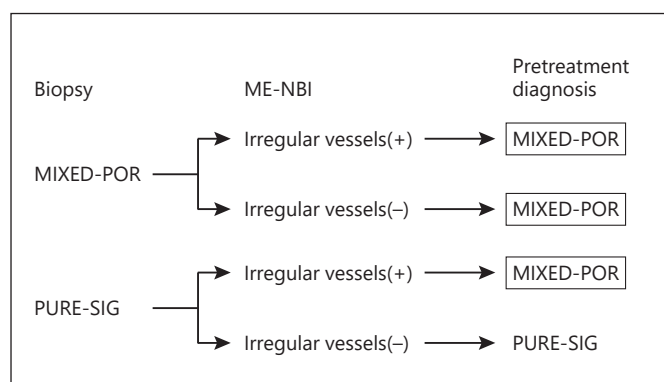 Biopsy ME-NBI Pretreatment
diagnosis
Irregular vessels(+) MIXED-POR
MIXED-POR
Irregular vessels(–) MIXED-POR
Irregular vessels(+) MIXED-POR
PURE-SIG
Irregular vessels(–) PURE-SIG